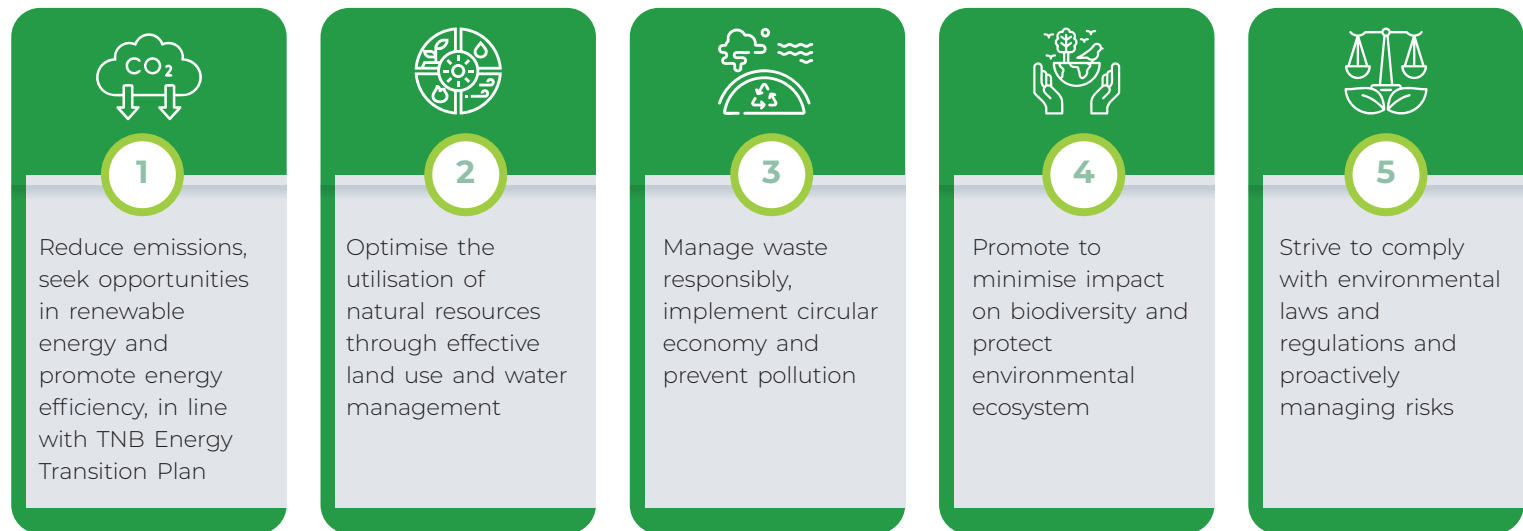 CO2
1
Reduce emissions,
seek opportunities
in renewable
energy and
promote energy
efficiency, in line
with TNB Energy
Transition Plan
2
Optimise the
utilisation of
natural resources
through effective
land use and water
management
3
Manage waste
responsibly,
implement circular
economy and
prevent pollution
4
Promote to
minimise impact
on biodiversity and
protect
environmental
ecosystem
5
Strive to comply
with environmental
laws and
regulations and
proactively
managing risks